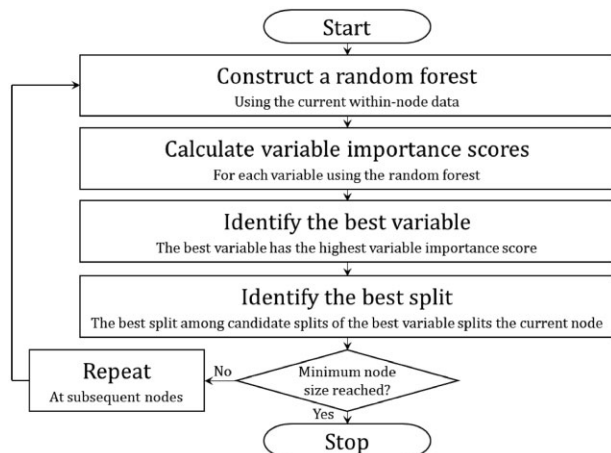 Start
Construct a random forest
Using the current within-node data
Calculate variable importance scores
For each variable using the random forest
Identify the best variable
The best variable has the highest variable importance score
Identify the best split
The best split among candidate splits of the best variable splits the current node
Minimum node
size reached?
No
Repeat
At subsequent nodes
Yes
Stop